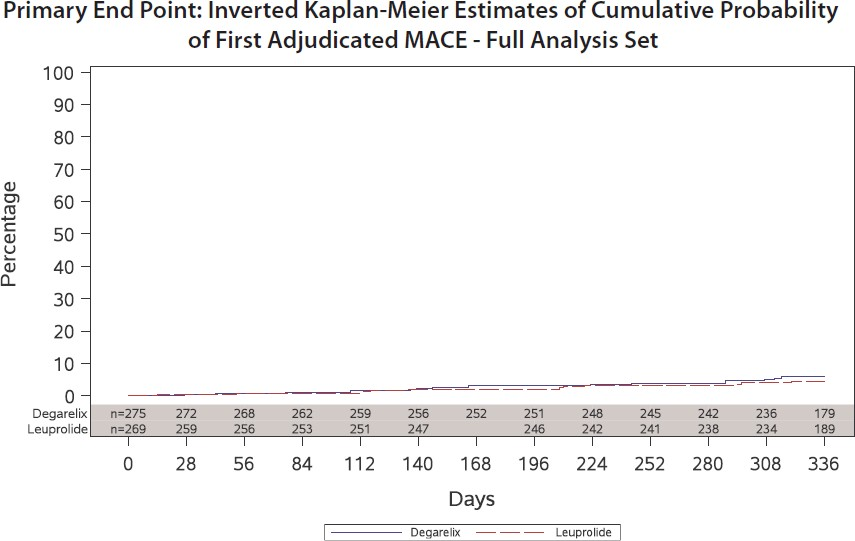 Primary End Point: Inverted Kaplan-Meier Estimates of Cumulative Probability
of First Adjudicated MACE - Full Analysis Set
100
90
80
70
60
50
40
30
20
10
0
Percentage
Degarelix n=275 272 268 262 259 256 252 251 248 245 242 236 179
Leuprolide n=269 259 256 253 251 247 246 242 241 238 234 189
0 28 56 84 112 140 168 196 224 252 280 308 336
Days
Degarelix Leuprolide